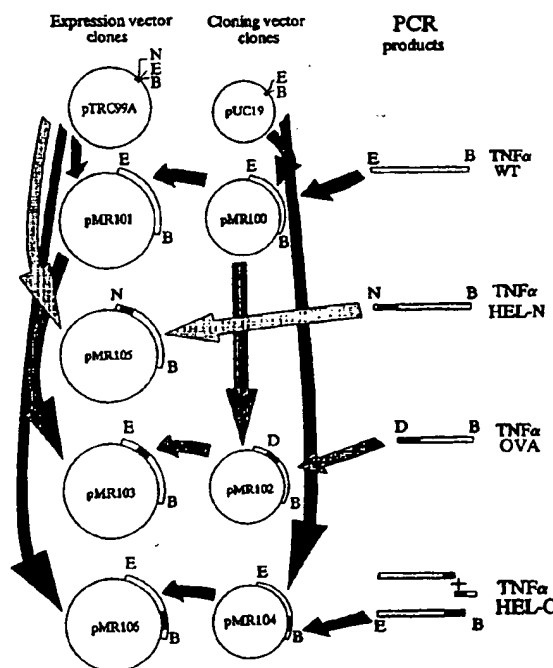 Expression vector clones
Cloning vector clones
PCR products
N
E
B
pTRC99A
E
B
pUC19
E
B
pMR101
E
B
pMR100
E
B
TNFα
WT
N
B
pMR105
N
B
TNFα
HEL-N
E
B
pMR103
D
B
pMR102
D
B
TNFα
OVA
E
B
pMR106
E
B
pMR104
+
E
B
TNFα
HEL-C